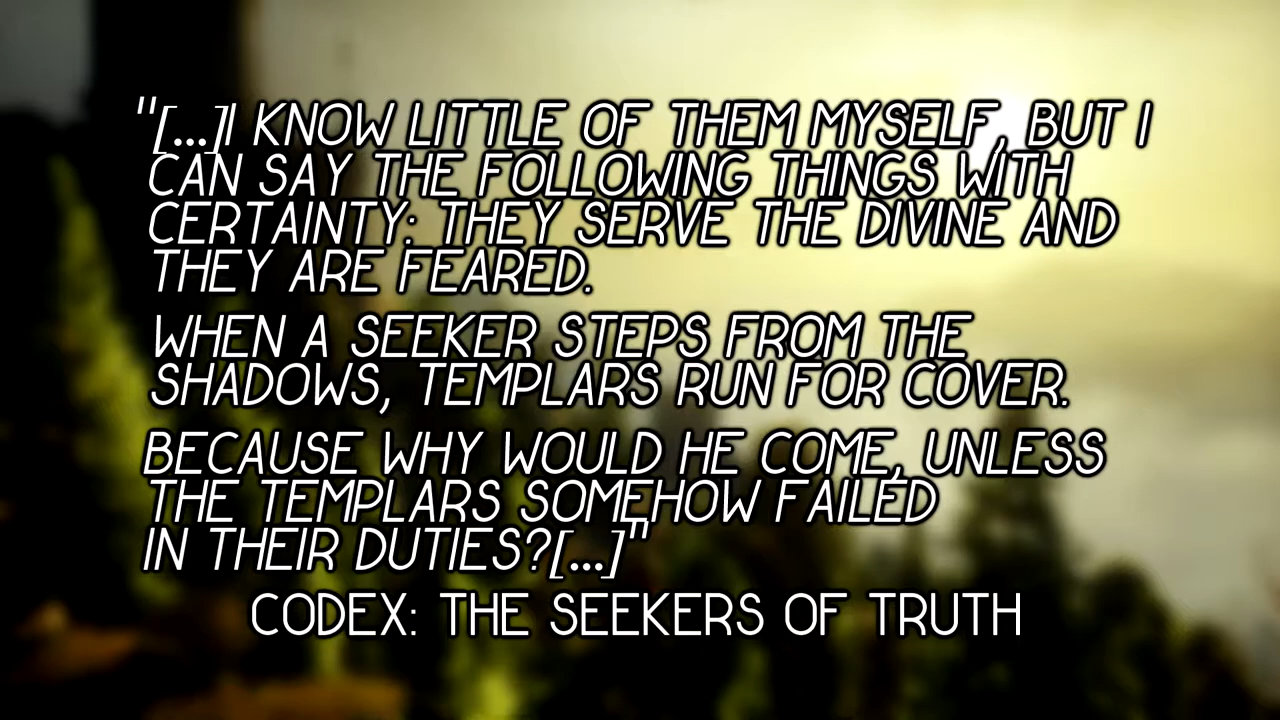 "[...]I KNOW LITTLE OF THEM MYSELF, BUT I
CAN SAY THE FOLLOWING THINGS WITH
CERTAINTY: THEY SERVE THE DIVINE AND
THEY ARE FEARED.
WHEN A SEEKER STEPS FROM THE
SHADOWS, TEMPLARS RUN FOR COVER.
BECAUSE WHY WOULD HE COME, UNLESS
THE TEMPLARS SOMEHOW FAILED
IN THEIR DUTIES?[...]"
CODEX: THE SEEKERS OF TRUTH